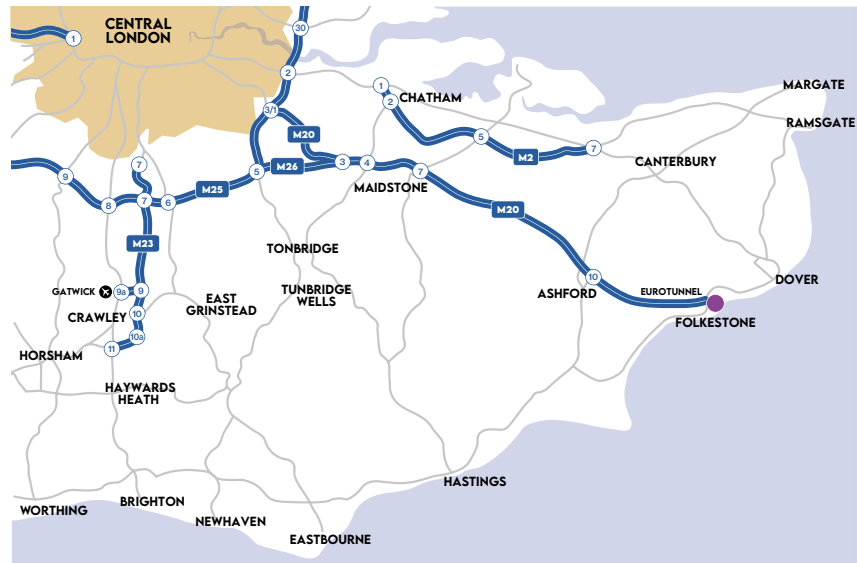 CENTRAL
LONDON
30
1
2
1
MARGATE
CHATHAM
2
3/1
RAMSGATE
M20
5
7
M2
CANTERBURY
7
3
4
9
5
M26
7
MAIDSTONE
M25
8
7
6
M20
M23
TONBRIDGE
10
DOVER
GATWICK
9a
9
TUNBRIDGE
WELLS
ASHFORD
EUROTUNNEL
EAST
GRINSTEAD
CRAWLEY
10
FOLKESTONE
10a
11
HORSHAM
HAYWARDS
HEATH
HASTINGS
WORTHING
BRIGHTON
NEWHAVEN
EASTBOURNE